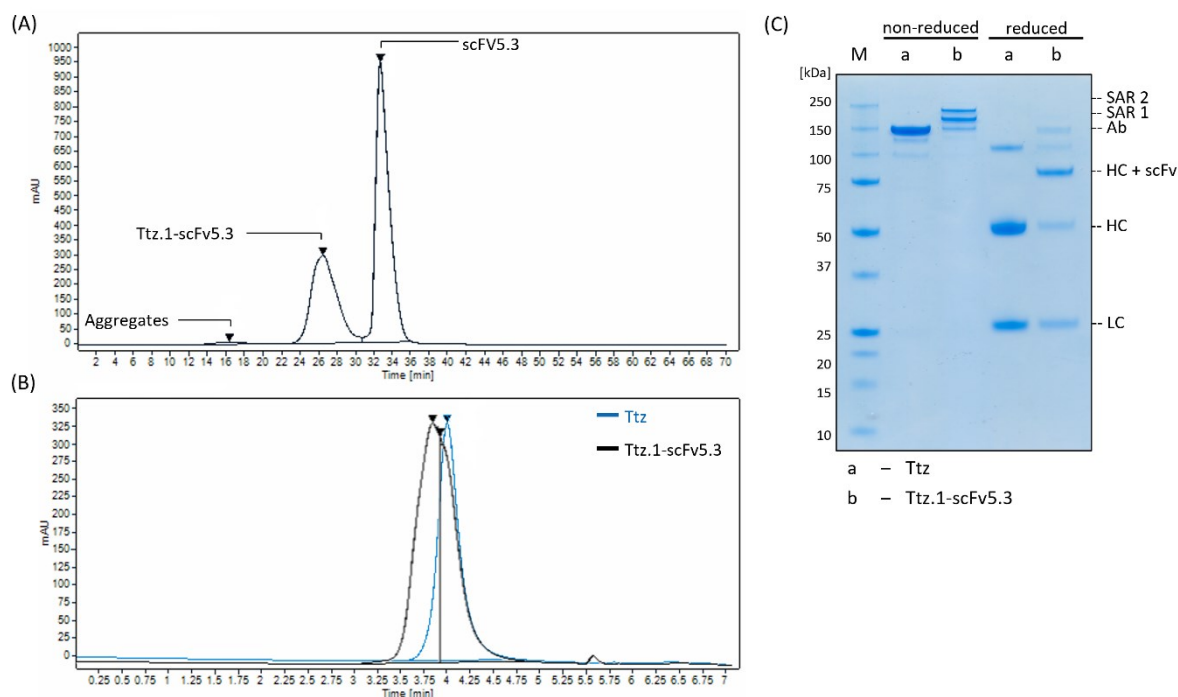 (A)
mAU
1000
950
900
850
800
750
700
650
600
550
500
450
400
350
300
250
200
150
100
50
0
scFV5.3
Ttz.1-scFv5.3
Aggregates
2 4 6 8 10 12 14 16 18 20 22 24 26 28 30 32 34 36 38 40 42 44 46 48 50 52 54 56 58 60 62 64 66 68 70
Time [min]
(B)
mAU
350
325
300
275
250
225
200
175
150
125
100
75
50
25
0
Ttz
Ttz.1-scFv5.3
0.25 0.5 0.75 1 1.25 1.5 1.75 2 2.25 2.5 2.75 3 3.25 3.5 3.75 4 4.25 4.5 4.75 5 5.25 5.5 5.75 6 6.25 6.5 6.75 7
Time [min]
(C)
non-reduced reduced
M a b a b
[kDa]
250
150
100
75
50
37
25
20
15
10
SAR 2
SAR 1
Ab
HC + scFv
HC
LC
a – Ttz
b – Ttz.1-scFv5.3